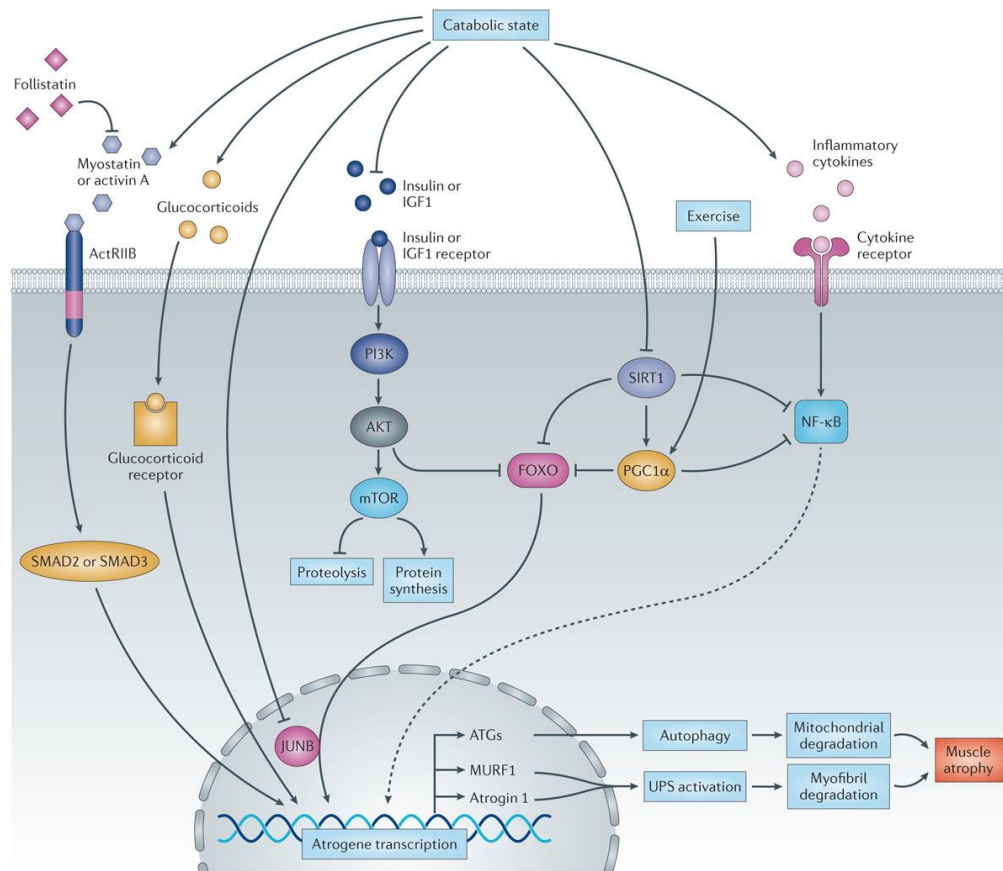 Catabolic state
Follistatin
Myostatin
or activin A
Glucocorticoids
Insulin or
IGF1
Inflammatory
cytokines
Exercise
ActRIIB
Insulin or
IGF1 receptor
Cytokine
receptor
PI3K
SIRT1
AKT
NF-κB
Glucocorticoid
receptor
FOXO
PGC1α
mTOR
SMAD2 or SMAD3
Proteolysis
Protein
synthesis
JUNB
ATGs
Autophagy
Mitochondrial
degradation
Muscle
atrophy
MURF1
Atrogin 1
UPS activation
Myofibril
degradation
Atrogene transcription